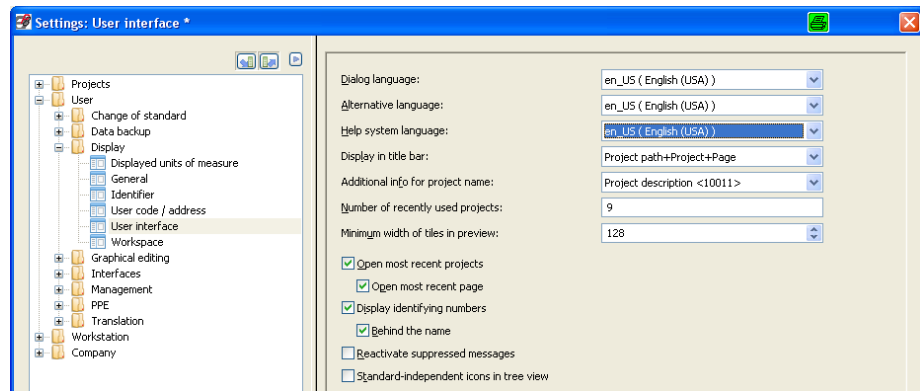 Settings: User interface *
Projects
User
Change of standard
Data backup
Display
Displayed units of measure
General
Identifier
User code / address
User interface
Workspace
Graphical editing
Interfaces
Management
PPE
Translation
Workstation
Company
Dialog language: en_US ( English (USA) )
Alternative language: en_US ( English (USA) )
Help system language: en_US ( English (USA) )
Display in title bar: Project path+Project+Page
Additional info for project name: Project description <10011>
Number of recently used projects: 9
Minimum width of tiles in preview: 128
Open most recent projects
Open most recent page
Display identifying numbers
Behind the name
Reactivate suppressed messages
Standard-independent icons in tree view